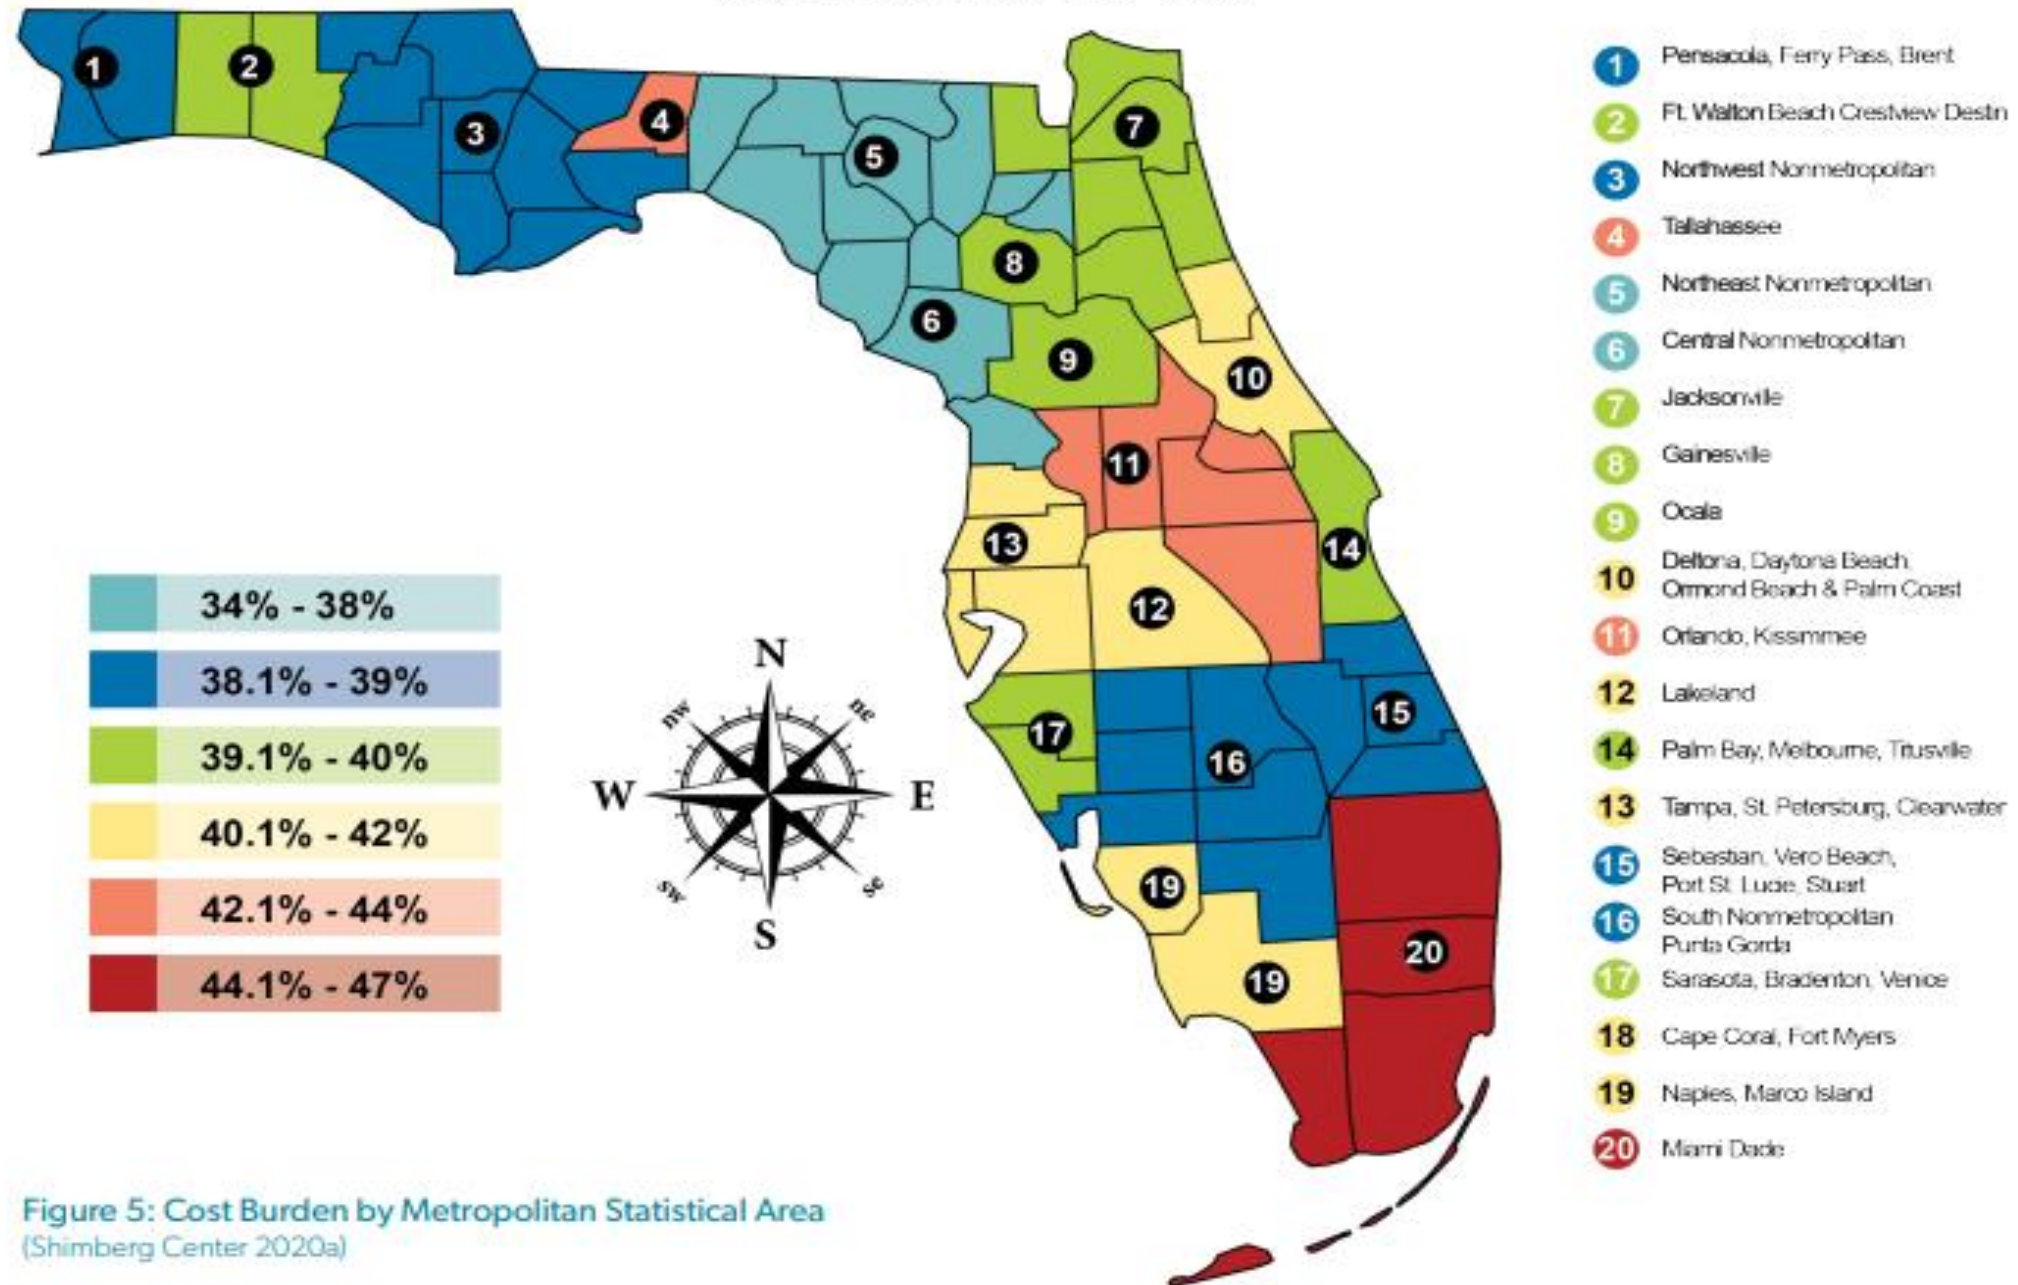 1
2
3
4
5
6
7
8
9
10
11
12
13
14
15
16
17
19
19
20
34% - 38%
38.1% - 39%
39.1% - 40%
40.1% - 42%
42.1% - 44%
44.1% - 47%
N
nw
ne
W
E
sw
se
S
1 Pensacola, Ferry Pass, Brent
2 Ft. Walton Beach Crestview Destin
3 Northwest Nonmetropolitan
4 Tallahassee
5 Northeast Nonmetropolitan
6 Central Nonmetropolitan
7 Jacksonville
8 Gainesville
9 Ocala
10 Deltona, Daytona Beach,
Ormond Beach & Palm Coast
11 Orlando, Kissimmee
12 Lakeland
14 Palm Bay, Melbourne, Titusville
13 Tampa, St. Petersburg, Clearwater
15 Sebastian, Vero Beach,
Port St. Lucie, Stuart
16 South Nonmetropolitan
Punta Gorda
17 Sarasota, Bradenton, Venice
18 Cape Coral, Fort Myers
19 Naples, Marco Island
20 Miami Dade
Figure 5: Cost Burden by Metropolitan Statistical Area
(Shimberg Center 2020a)